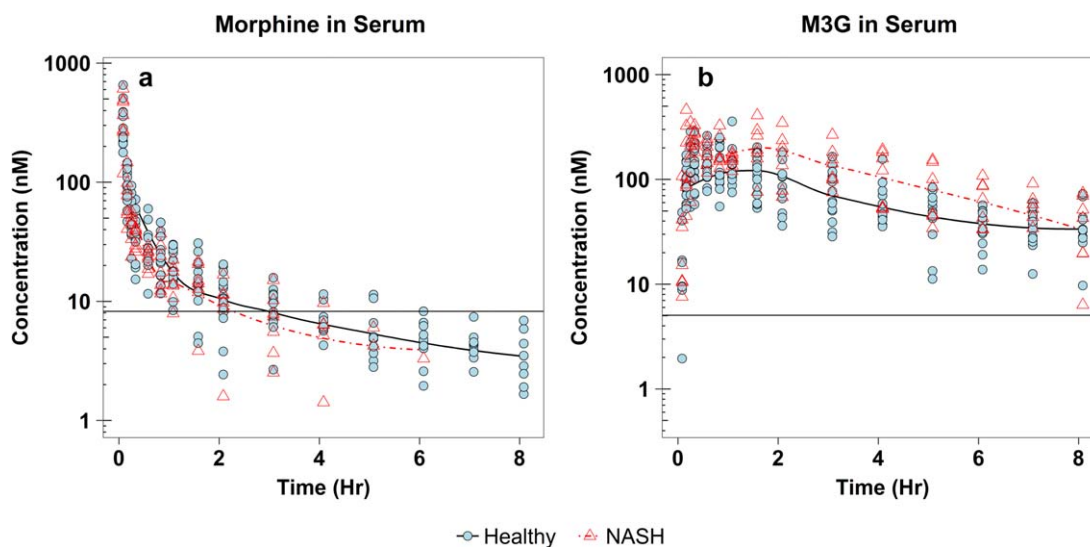 Morphine in Serum
M3G in Serum
a
b
Concentration (nM)
1000
100
10
1
0 2 4 6 8
Time (Hr)
Concentration (nM)
1000
100
10
1
0 2 4 6 8
Time (Hr)
Healthy NASH